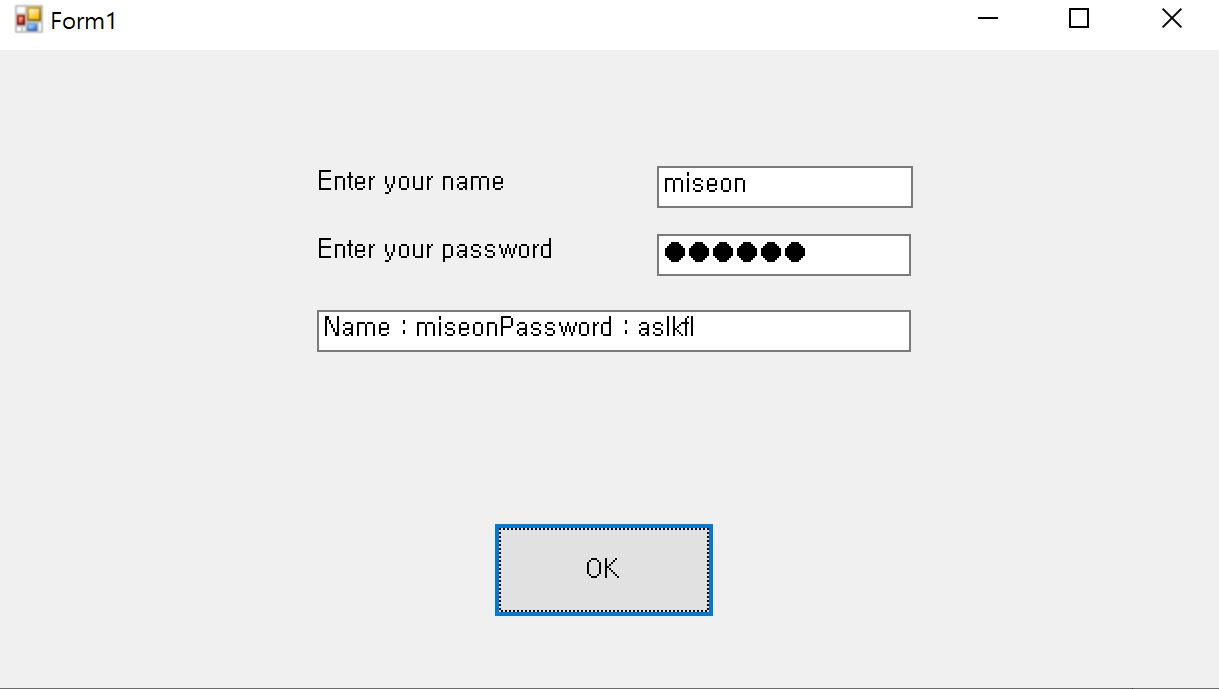 Form1
Enter your name miseon
Enter your password ●●●●●●
Name : miseonPassword : aslkfl
OK